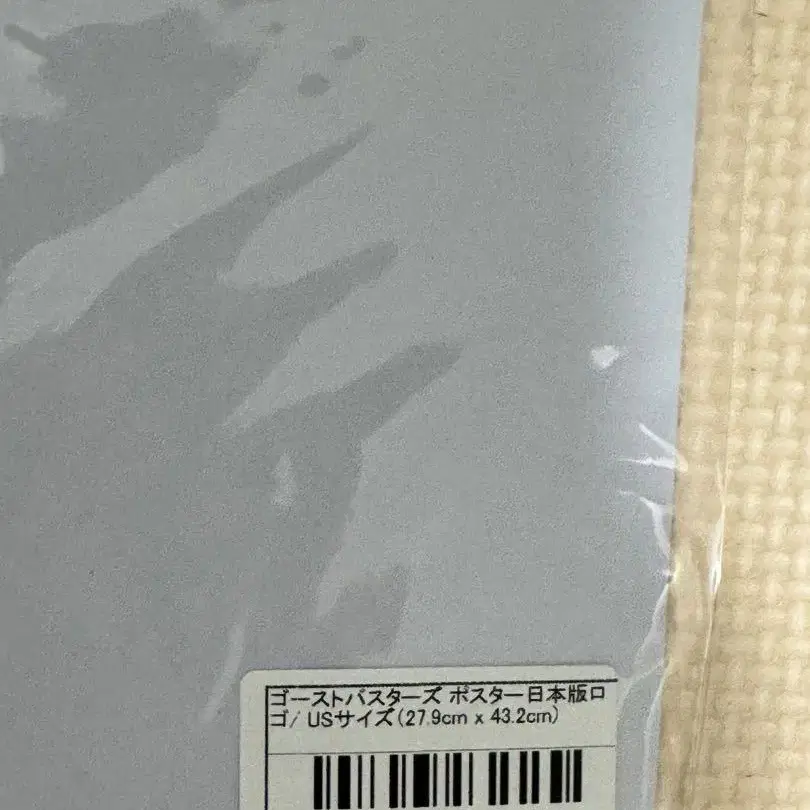 ゴーストバスターズ ポスター日本版ロ
ゴ/ USサイズ(27.9cm x 43.2cm)